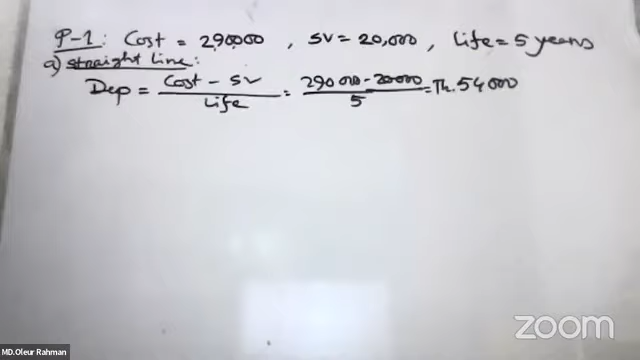 P-1: Cost = 290000, SV = 20,000, Life = 5 years
a) Straight Line:
Dep = Cost - SV / Life = 290000 - 20000 / 5 = Tk. 54000
zoom
MD.Oleur Rahman